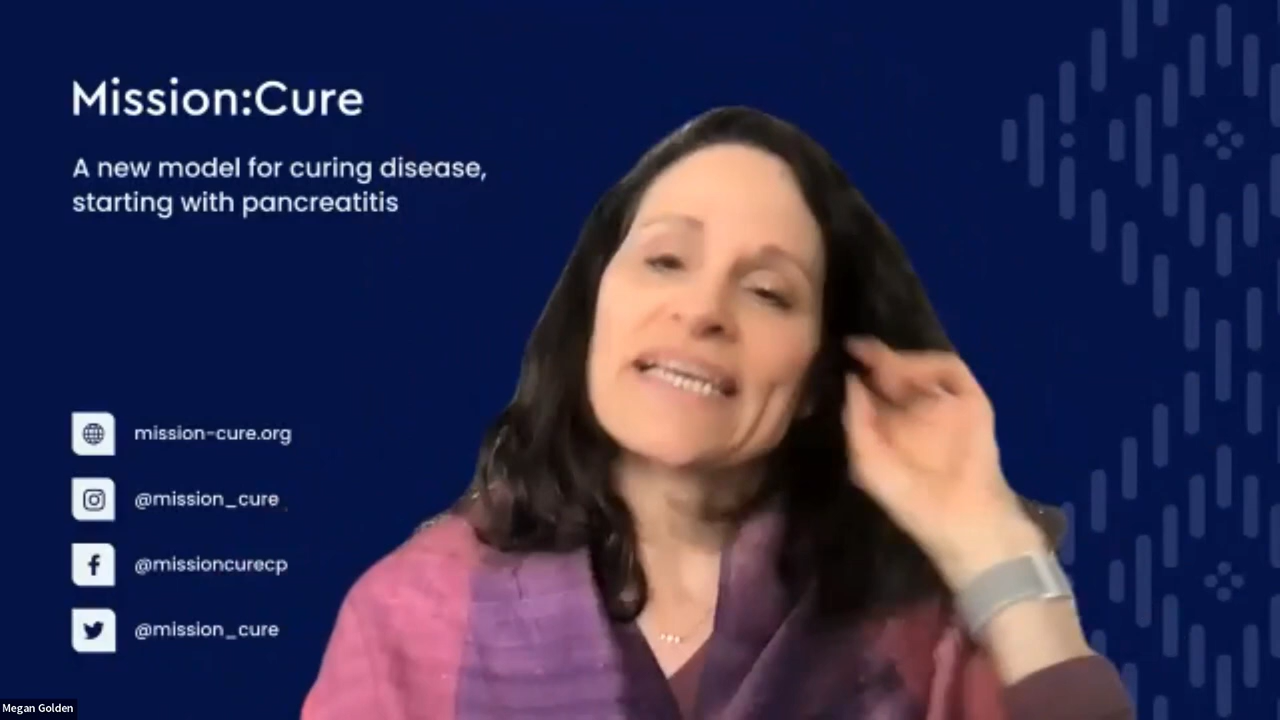 Mission:Cure
A new model for curing disease,
starting with pancreatitis
mission-cure.org
@mission_cure
@missioncurecp
@mission_cure
Megan Golden